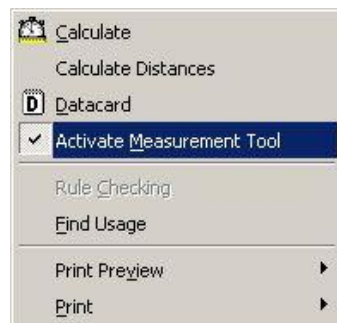 Calculate
Calculate Distances
D Datacard
Activate Measurement Tool
Rule Checking
Find Usage
Print Preview
Print